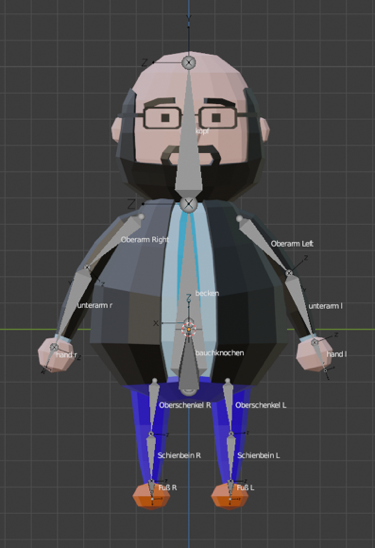 Y
Z
kopf
Z
Oberarm Right
Oberarm Left
z
becken
Z
unterarm r
unterarm l
X
z
hand r
bauchknochen
hand l
Oberschenkel R
Oberschenkel L
Schienbein R
Schienbein L
Fuß R
Fuß L